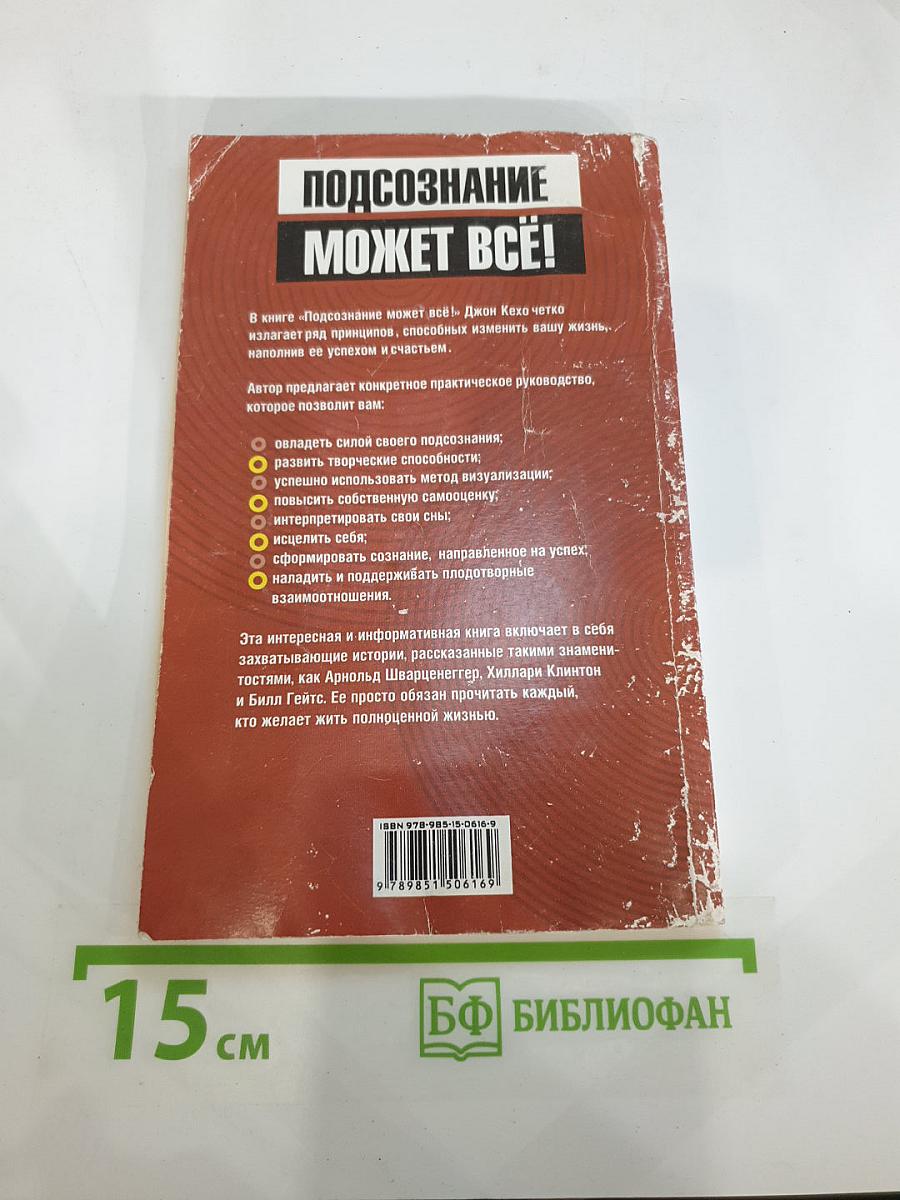 ПОДСОЗНАНИЕ
МОЖЕТ ВСЁ!
В книге «Подсознание может всё!» Джон Кехо четко
излагает ряд принципов, способных изменить вашу жизнь,
наполнив ее успехом и счастьем.
Автор предлагает конкретное практическое руководство,
которое позволит вам:
овладеть силой своего подсознания;
развить творческие способности;
успешно использовать метод визуализации;
повысить собственную самооценку;
интерпретировать свои сны;
исцелить себя;
сформировать сознание, направленное на успех;
наладить и поддерживать плодотворные
взаимоотношения.
Эта интересная и информативная книга включает в себя
захватывающие истории, рассказанные такими знамени-
тостями, как Арнольд Шварценеггер, Хиллари Клинтон
и Билл Гейтс. Ее просто обязан прочитать каждый,
кто желает жить полноценной жизнью.
ISBN 978-985-15-0616-9
9 789851 506169
15 см
БФ БИБЛИОФАН